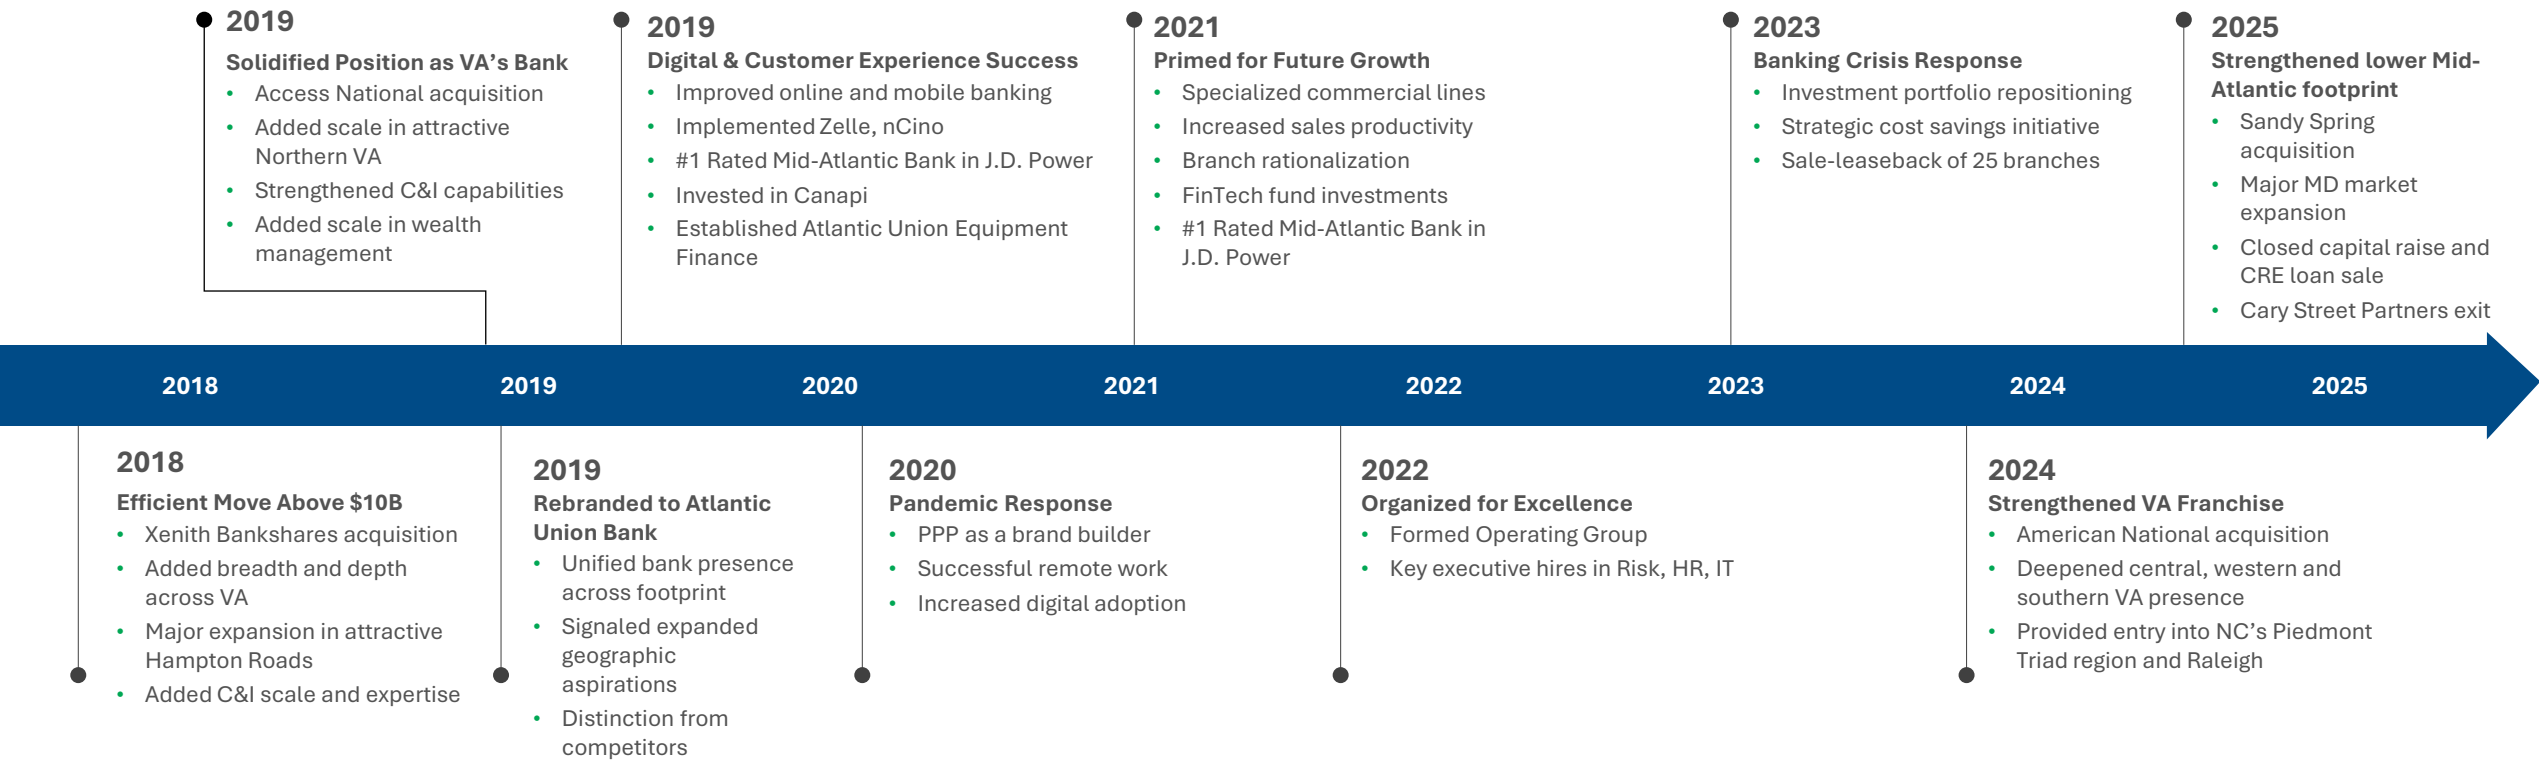 2019
Solidified Position as VA’s Bank
• Access National acquisition
• Added scale in attractive
Northern VA
• Strengthened C&I capabilities
• Added scale in wealth
management
2019
Digital & Customer Experience Success
• Improved online and mobile banking
• Implemented Zelle, nCino
• #1 Rated Mid-Atlantic Bank in J.D. Power
• Invested in Canapi
• Established Atlantic Union Equipment
Finance
2021
Primed for Future Growth
• Specialized commercial lines
• Increased sales productivity
• Branch rationalization
• FinTech fund investments
• #1 Rated Mid-Atlantic Bank in
J.D. Power
2023
Banking Crisis Response
• Investment portfolio repositioning
• Strategic cost savings initiative
• Sale-leaseback of 25 branches
2025
Strengthened lower Mid-
Atlantic footprint
• Sandy Spring
acquisition
• Major MD market
expansion
• Closed capital raise and
CRE loan sale
• Cary Street Partners exit
2018 2019 2020 2021 2022 2023 2024 2025
2018
Efficient Move Above $10B
• Xenith Bankshares acquisition
• Added breadth and depth
across VA
• Major expansion in attractive
Hampton Roads
• Added C&I scale and expertise
2019
Rebranded to Atlantic
Union Bank
• Unified bank presence
across footprint
• Signaled expanded
geographic
aspirations
• Distinction from
competitors
2020
Pandemic Response
• PPP as a brand builder
• Successful remote work
• Increased digital adoption
2022
Organized for Excellence
• Formed Operating Group
• Key executive hires in Risk, HR, IT
2024
Strengthened VA Franchise
• American National acquisition
• Deepened central, western and
southern VA presence
• Provided entry into NC’s Piedmont
Triad region and Raleigh